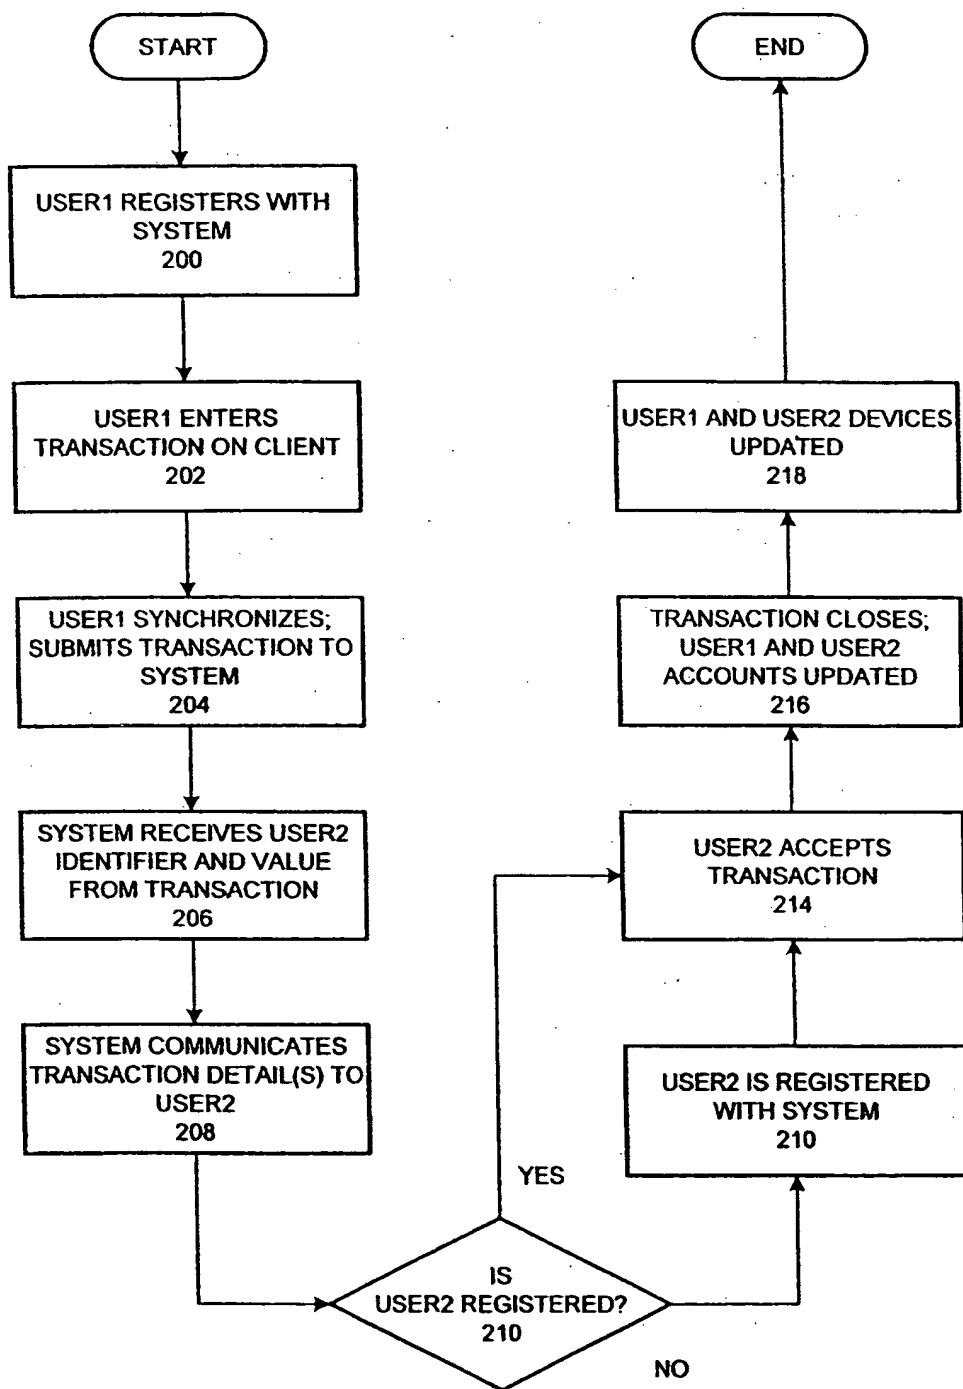 START
USER1 REGISTERS WITH
SYSTEM
200
USER1 ENTERS
TRANSACTION ON CLIENT
202
USER1 SYNCHRONIZES;
SUBMITS TRANSACTION TO
SYSTEM
204
SYSTEM RECEIVES USER2
IDENTIFIER AND VALUE
FROM TRANSACTION
206
SYSTEM COMMUNICATES
TRANSACTION DETAIL(S) TO
USER2
208
IS
USER2 REGISTERED?
210
YES
NO
USER2 IS REGISTERED
WITH SYSTEM
210
USER2 ACCEPTS
TRANSACTION
214
TRANSACTION CLOSES;
USER1 AND USER2
ACCOUNTS UPDATED
216
USER1 AND USER2 DEVICES
UPDATED
218
END